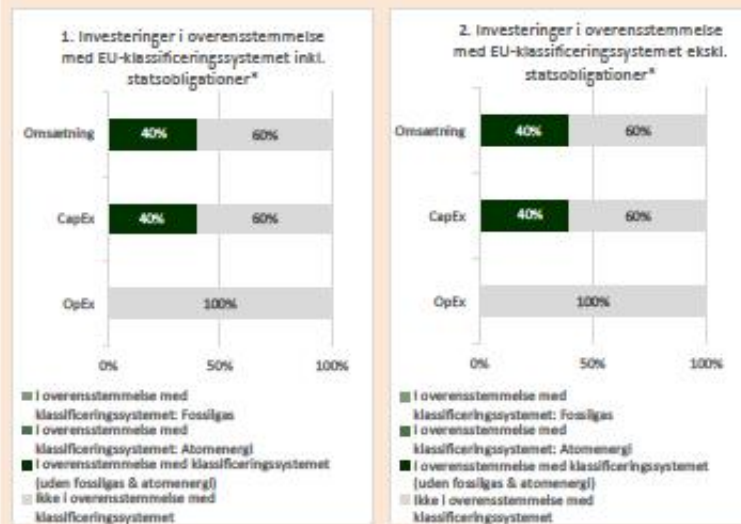 1. Investeringer i overensstemmelse
med EU-klassificeringssystemet inkl.
statsobligationer*
Omsætning
40%
60%
CapEx
40%
60%
OpEx
100%
0%
50%
100%
I overensstemmelse med
klassificeringssystemet: Fossilgas
I overensstemmelse med
klassificeringssystemet: Atomenergi
I overensstemmelse med klassificeringssystemet
(uden fossilgas & atomenergi)
Ikke i overensstemmelse med
klassificeringssystemet
2. Investeringer i overensstemmelse
med EU-klassificeringssystemet ekskl.
statsobligationer*
Omsætning
40%
60%
CapEx
40%
60%
OpEx
100%
0%
50%
100%
I overensstemmelse med
klassificeringssystemet: Fossilgas
I overensstemmelse med
klassificeringssystemet: Atomenergi
I overensstemmelse med klassificeringssystemet
(uden fossilgas & atomenergi)
Ikke i overensstemmelse med
klassificeringssystemet